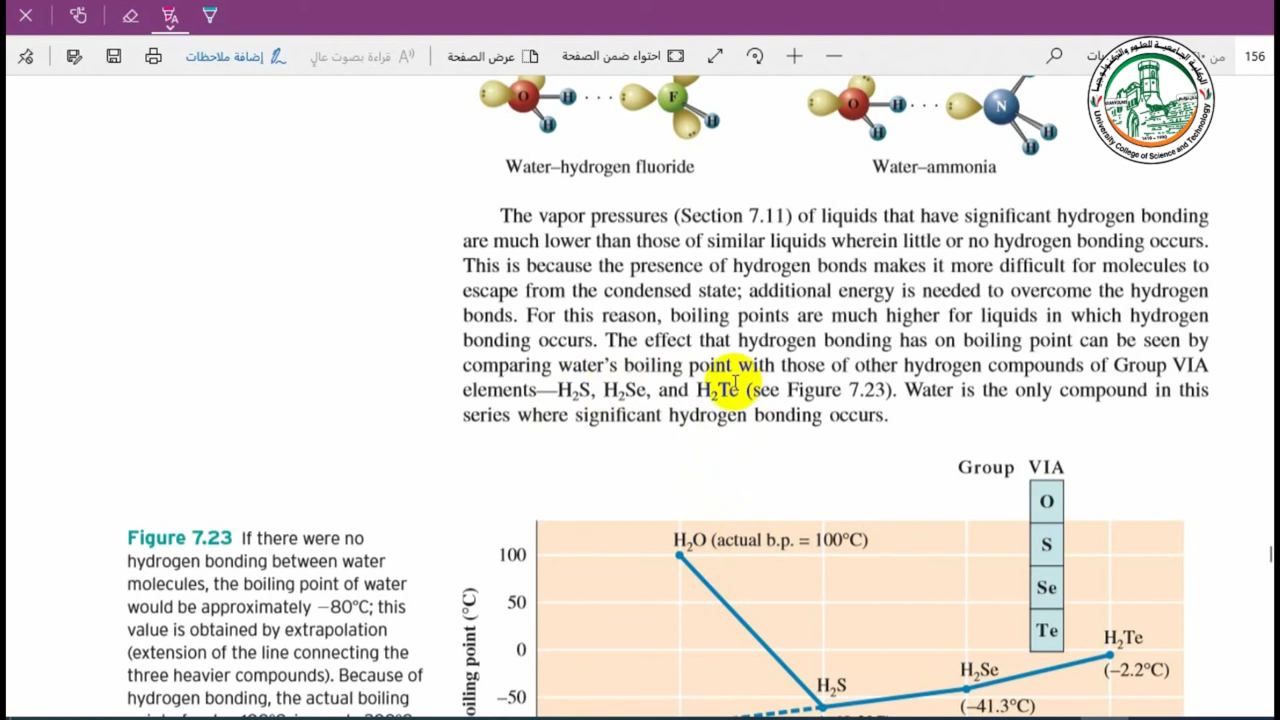 إضافة ملاحظات
قراءة بصوت عالٍ
عرض الصفحة
احتواء ضمن الصفحة
من
156
University College of Science and Technology
O H F H H
O H N H H H
Water–hydrogen fluoride
Water–ammonia
The vapor pressures (Section 7.11) of liquids that have significant hydrogen bonding
are much lower than those of similar liquids wherein little or no hydrogen bonding occurs.
This is because the presence of hydrogen bonds makes it more difficult for molecules to
escape from the condensed state; additional energy is needed to overcome the hydrogen
bonds. For this reason, boiling points are much higher for liquids in which hydrogen
bonding occurs. The effect that hydrogen bonding has on boiling point can be seen by
comparing water’s boiling point with those of other hydrogen compounds of Group VIA
elements—H₂S, H₂Se, and H₂Te (see Figure 7.23). Water is the only compound in this
series where significant hydrogen bonding occurs.
Group VIA
O
S
Se
Te
Figure 7.23 If there were no
hydrogen bonding between water
molecules, the boiling point of water
would be approximately −80°C; this
value is obtained by extrapolation
(extension of the line connecting the
three heavier compounds). Because of
hydrogen bonding, the actual boiling
oiling point (°C)
100
50
0
−50
H₂O (actual b.p. = 100°C)
H₂S
H₂Se
(−41.3°C)
H₂Te
(−2.2°C)